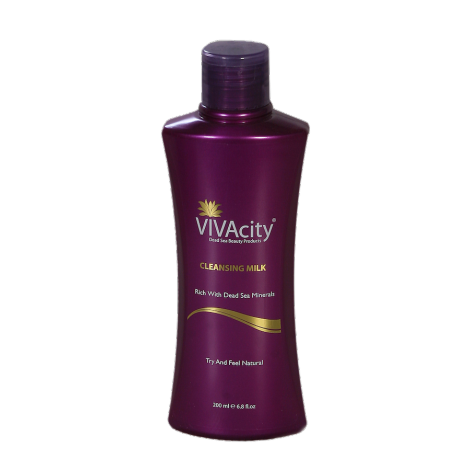 VIVAcity®
Dead Sea Beauty Products
CLEANSING MILK
Rich With Dead Sea Minerals
Try And Feel Natural
200 ml ℮ 6.8 fl.oz